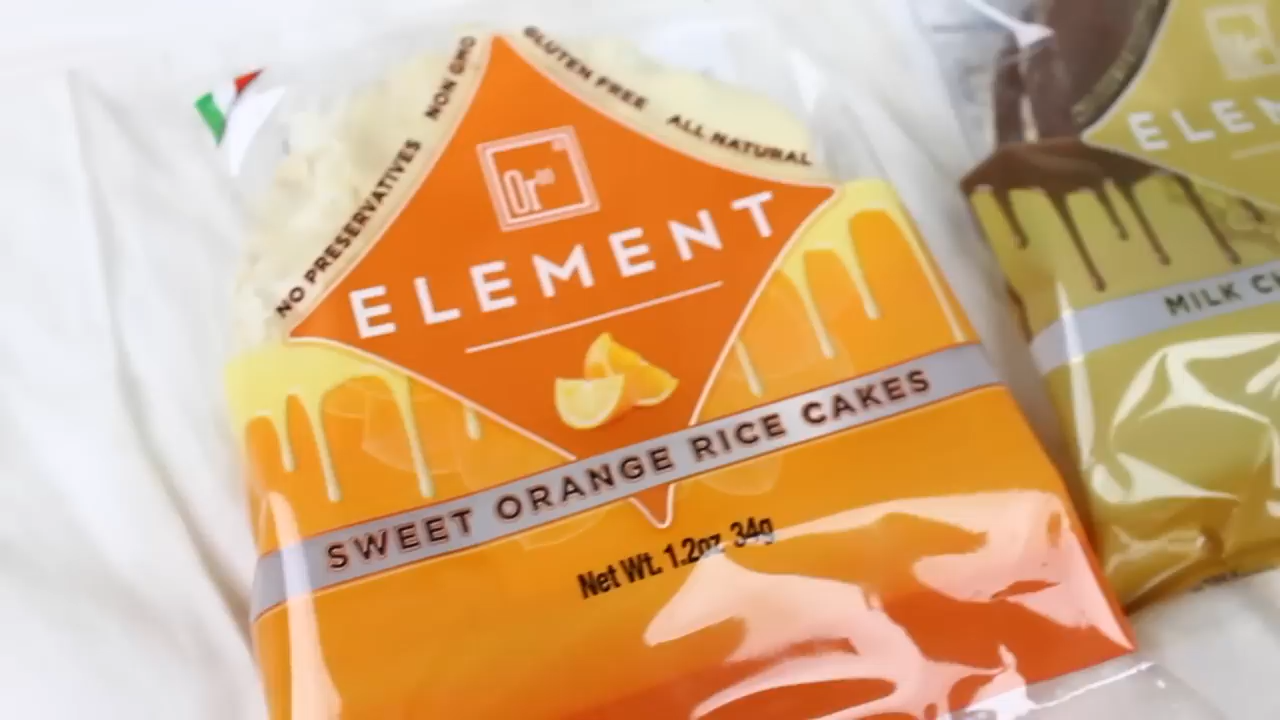 NO PRESERVATIVES NON GMO
GLUTEN FREE ALL NATURAL
Or
ELEMENT
SWEET ORANGE RICE CAKES
Net Wt. 1.2oz 34g
ELEM
MILK CH